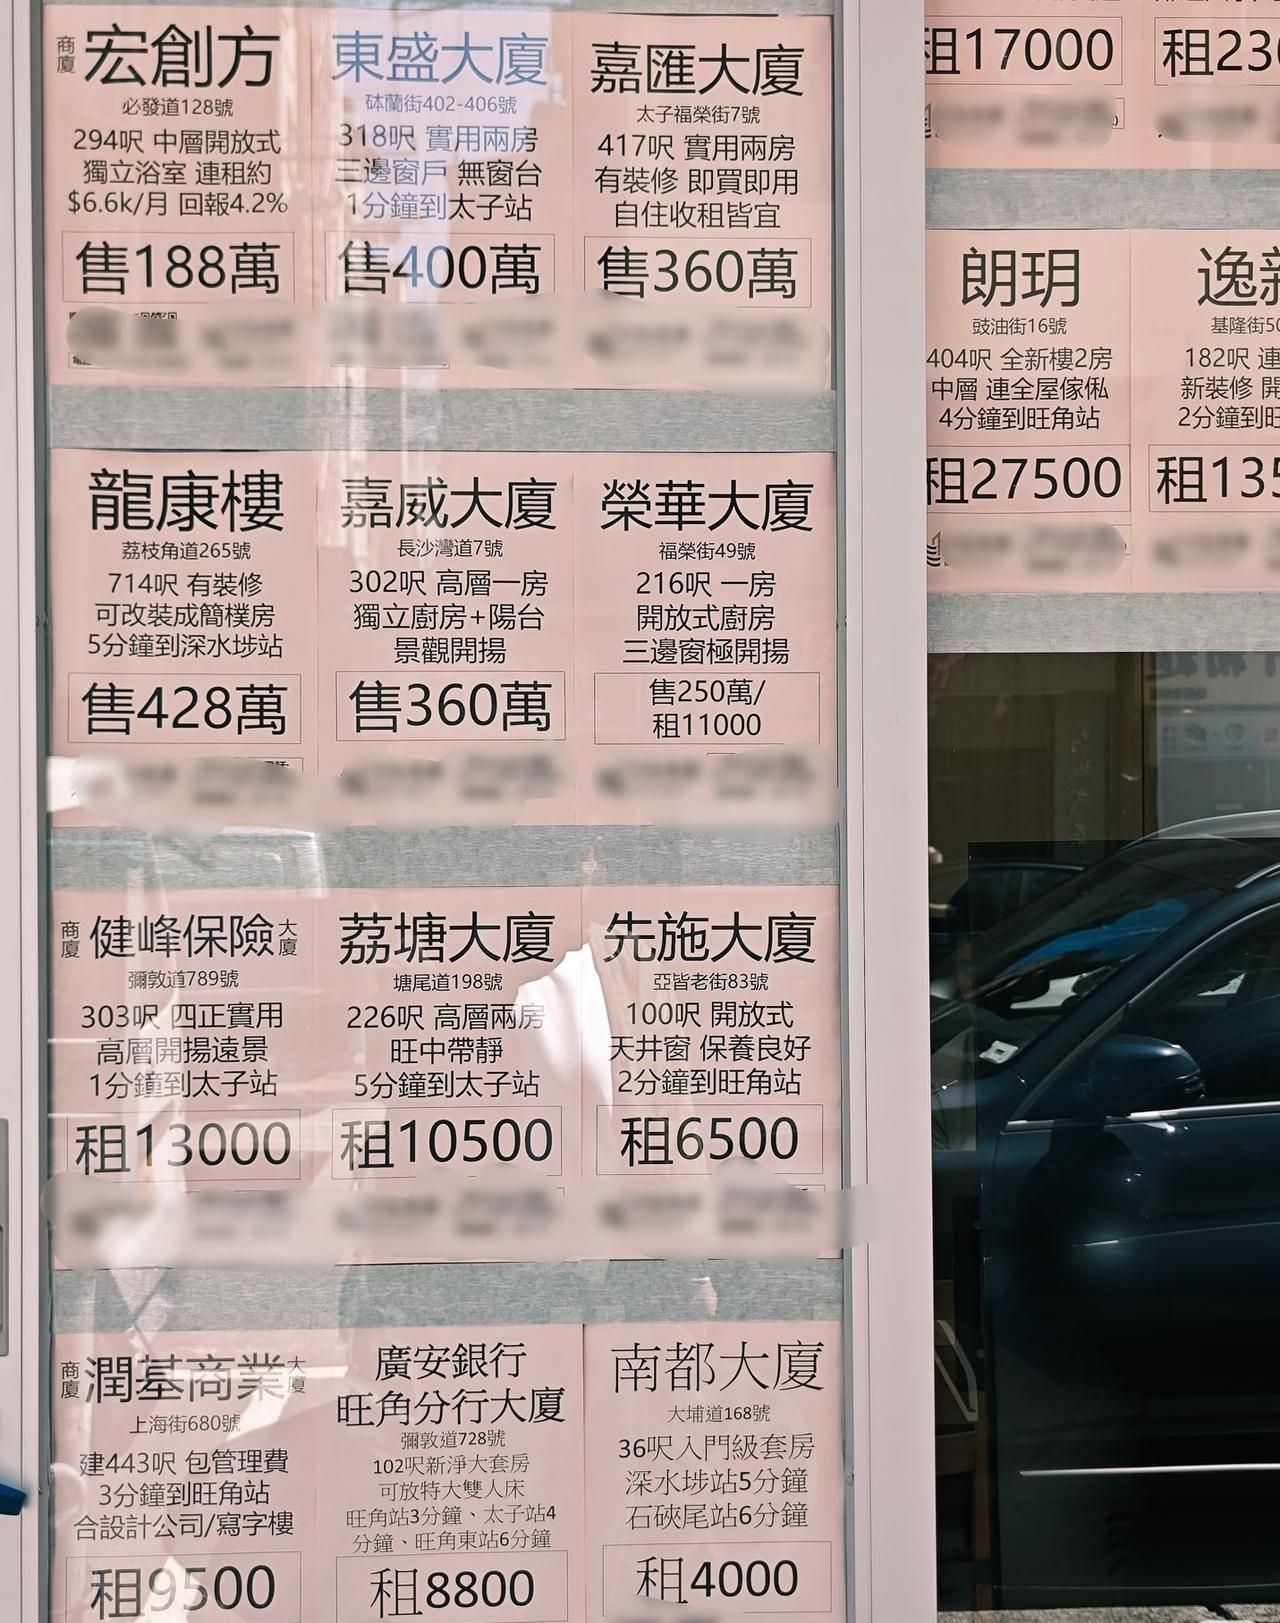 商廈
宏創方
必發道128號
294呎 中層開放式
獨立浴室 連租約
$6.6k/月 回報4.2%
售188萬
東盛大廈
砵蘭街402-406號
318呎 實用兩房
三邊窗戶 無窗台
1分鐘到太子站
售400萬
嘉匯大廈
太子福榮街7號
417呎 實用兩房
有裝修 即買即用
自住收租皆宜
售360萬
龍康樓
荔枝角道265號
714呎 有裝修
可改裝成簡樸房
5分鐘到深水埗站
售428萬
嘉威大廈
長沙灣道7號
302呎 高層一房
獨立廚房+陽台
景觀開揚
售360萬
榮華大廈
福榮街49號
216呎 一房
開放式廚房
三邊窗極開揚
售250萬/
租11000
商廈
健峰保險大廈
彌敦道789號
303呎 四正實用
高層開揚遠景
1分鐘到太子站
租13000
荔塘大廈
塘尾道198號
226呎 高層兩房
旺中帶靜
5分鐘到太子站
租10500
先施大廈
亞皆老街83號
100呎 開放式
天井窗 保養良好
2分鐘到旺角站
租6500
商廈
潤基商業大廈
上海街680號
建443呎 包管理費
3分鐘到旺角站
合設計公司/寫字樓
租9500
廣安銀行
旺角分行大廈
彌敦道728號
102呎新淨大套房
可放特大雙人床
旺角站3分鐘、太子站4
分鐘、旺角東站6分鐘
租8800
南都大廈
大埔道168號
36呎入門級套房
深水埗站5分鐘
石硤尾站6分鐘
租4000
租17000
租230
朗玥
豉油街16號
404呎 全新樓2房
中層 連全屋傢俬
4分鐘到旺角站
租27500
逸新
基隆街50
182呎 連
新裝修 開
2分鐘到旺
租135